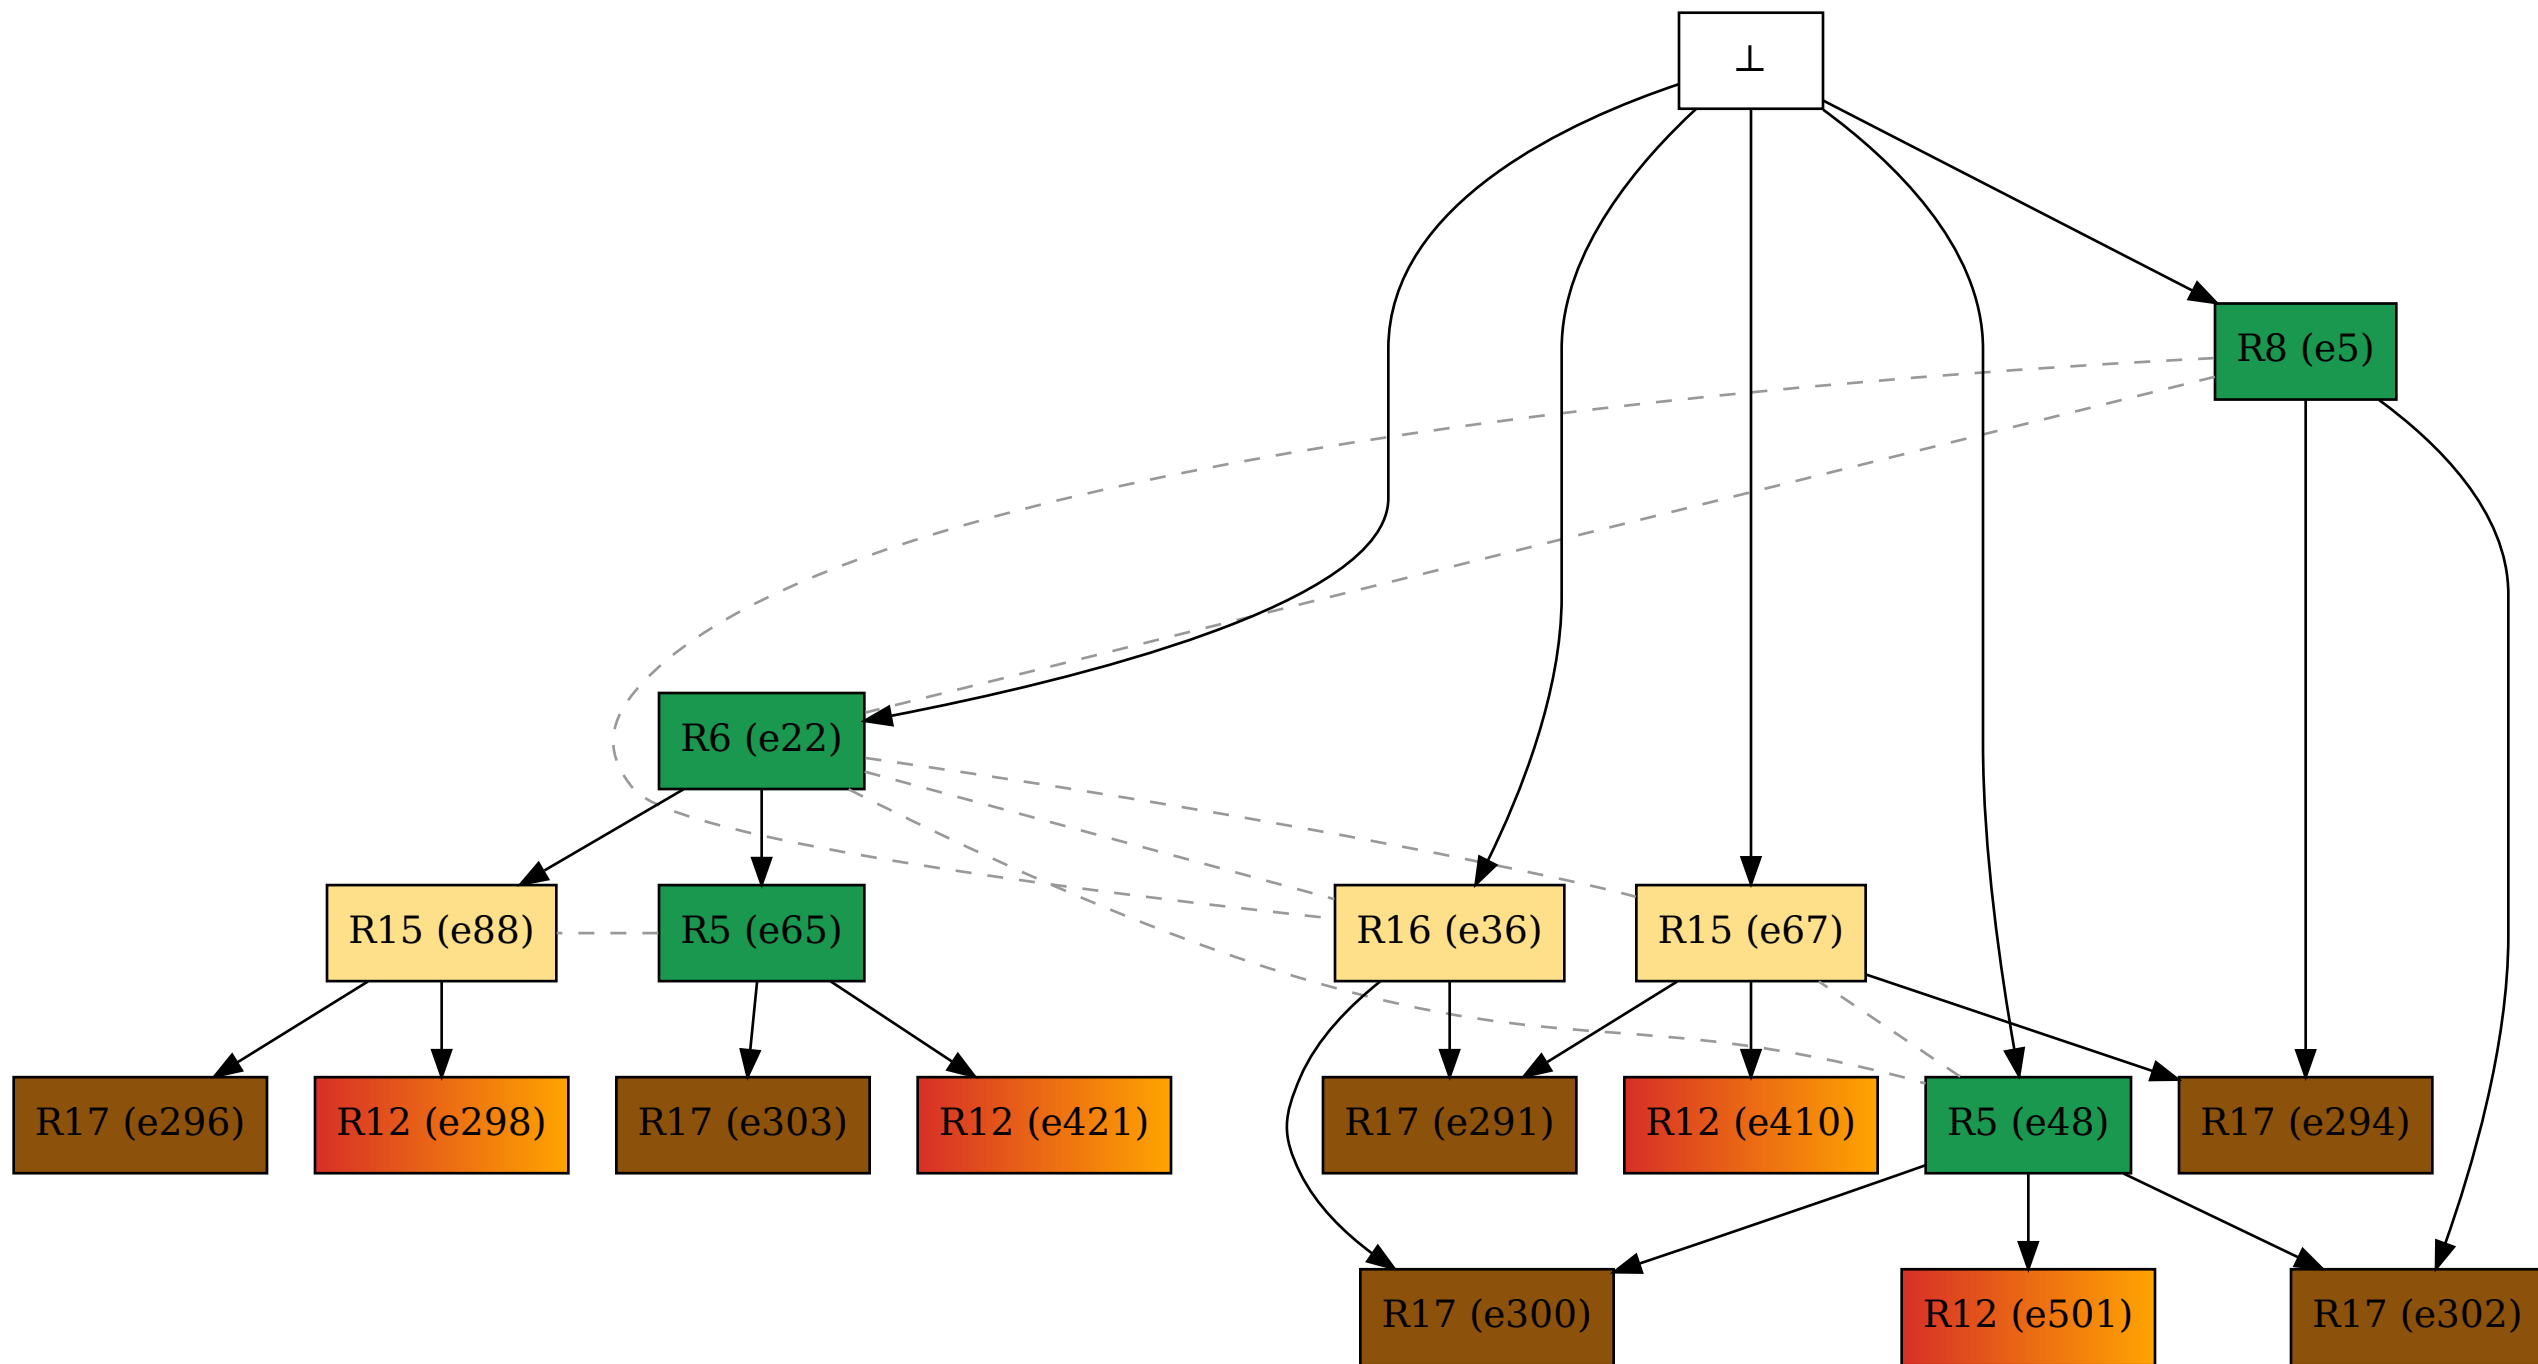 ⊥
R8 (e5)
R6 (e22)
R15 (e88)
R5 (e65)
R16 (e36)
R15 (e67)
R17 (e296)
R12 (e298)
R17 (e303)
R12 (e421)
R17 (e291)
R12 (e410)
R5 (e48)
R17 (e294)
R17 (e300)
R12 (e501)
R17 (e302)